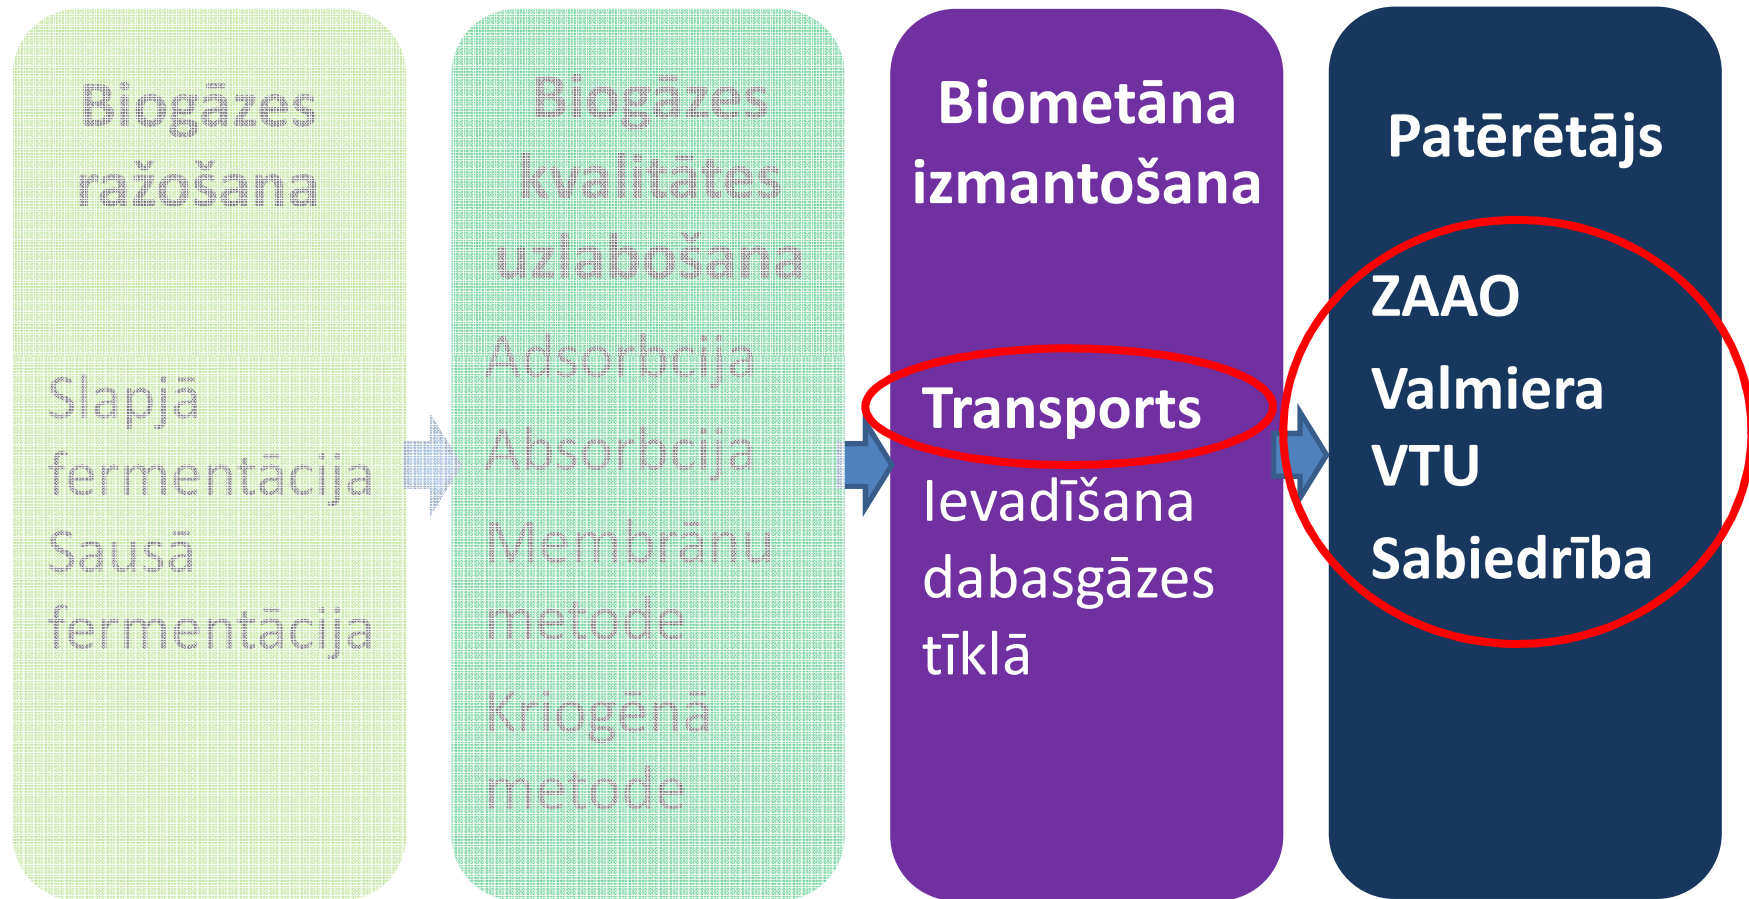 Biogāzes
ražošana
Slapjā
fermentācija
Sausā
fermentācija
Biogāzes
kvalitātes
uzlabošana
Adsorbcija
Absorbcija
Membrānu
metode
Kriogēnā
metode
Biometāna
izmantošana
Transports
Ievadīšana
dabasgāzes
tīklā
Patērētājs
ZAAO
Valmiera
VTU
Sabiedrība